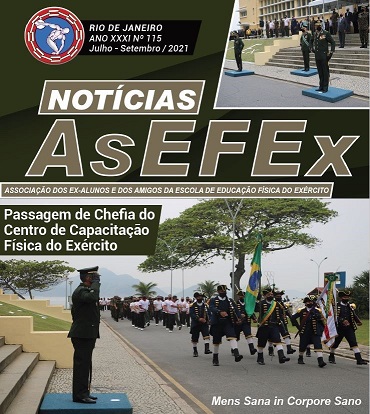 RIO DE JANEIRO
ANO XXXI Nº 115
Julho - Setembro / 2021
NOTÍCIAS
AsEFEx
ASSOCIAÇÃO DOS EX-ALUNOS E DOS AMIGOS DA ESCOLA DE EDUCAÇÃO FÍSICA DO EXÉRCITO
Passagem de Chefia do
Centro de Capacitação
Física do Exército
Mens Sana in Corpore Sano